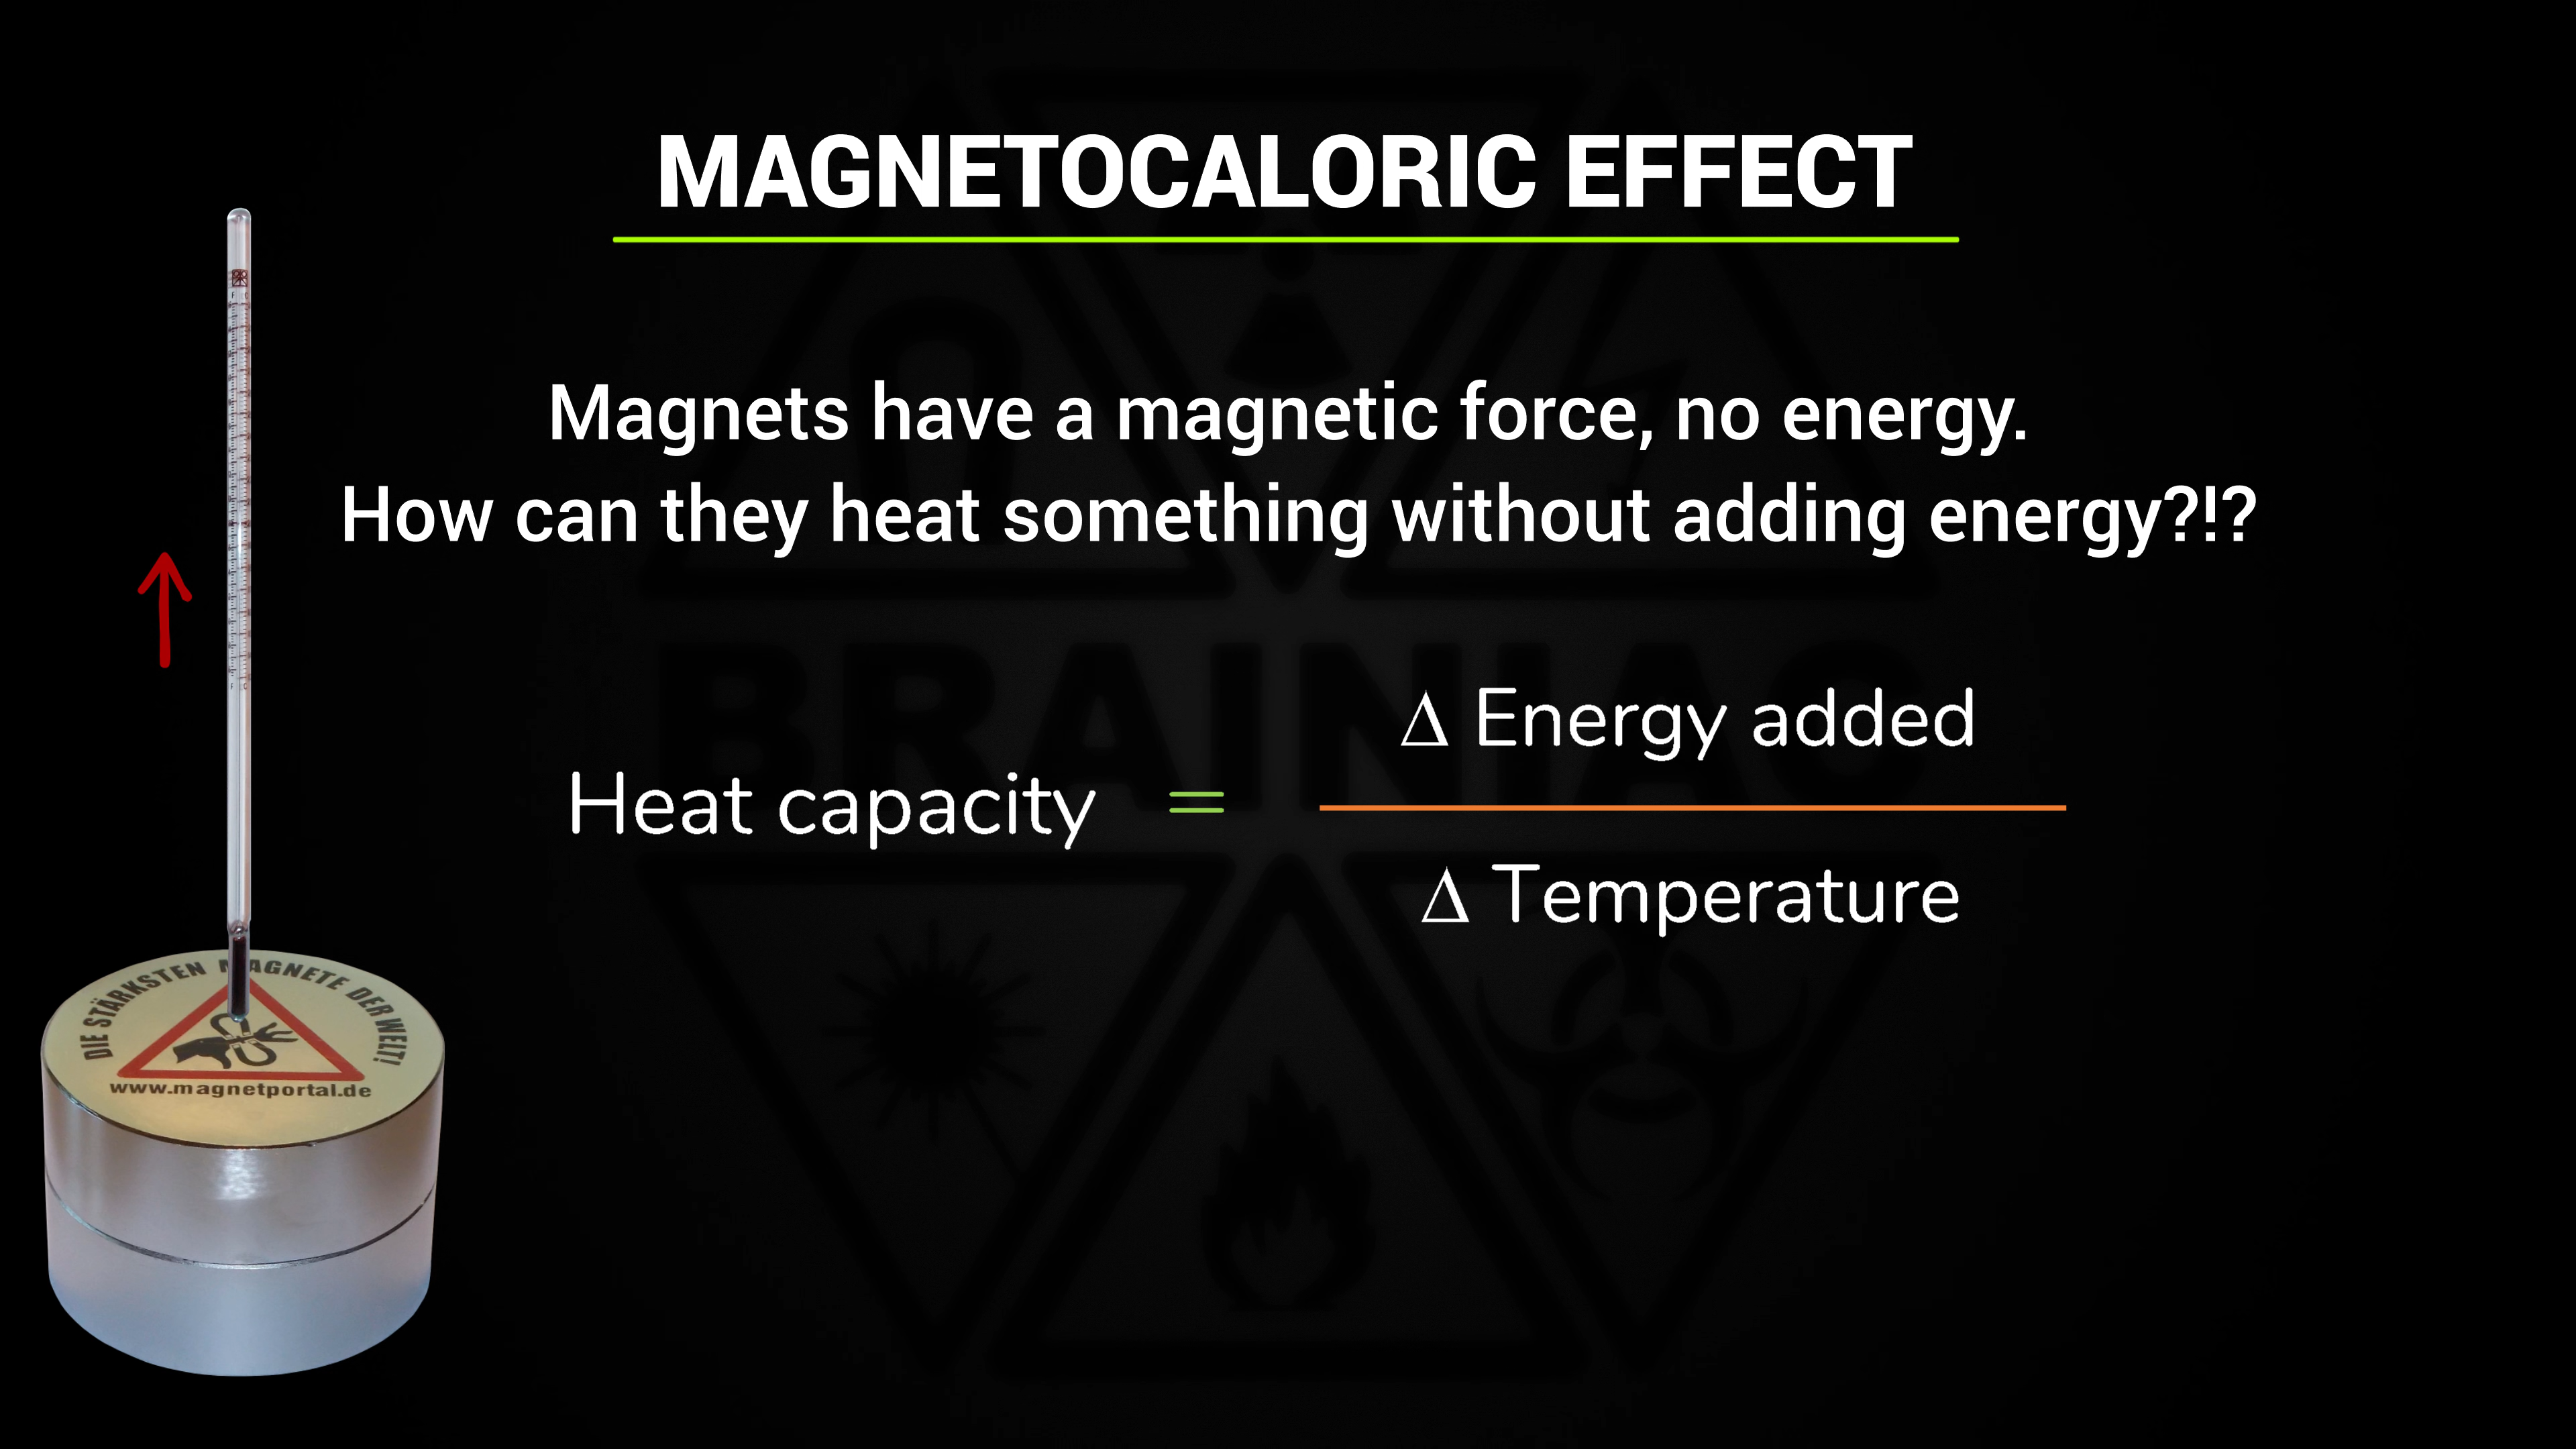 MAGNETOCALORIC EFFECT
Magnets have a magnetic force, no energy.
How can they heat something without adding energy?!?
BRAINIAC
Heat capacity = Δ Energy added
Δ Temperature
F C
F C
DIE STÄRKSTEN MAGNETE DER WELT!
www.magnetportal.de